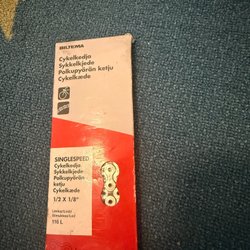 BILTEMA
Cykelkedja
Sykkelkjede
Polkupyörän ketju
Cykelkæde
SINGLESPEED
Cykelkedja
Sykkelkjede
Polkupyörän
ketju
Cykelkæde
1/2 X 1/8"
116 L